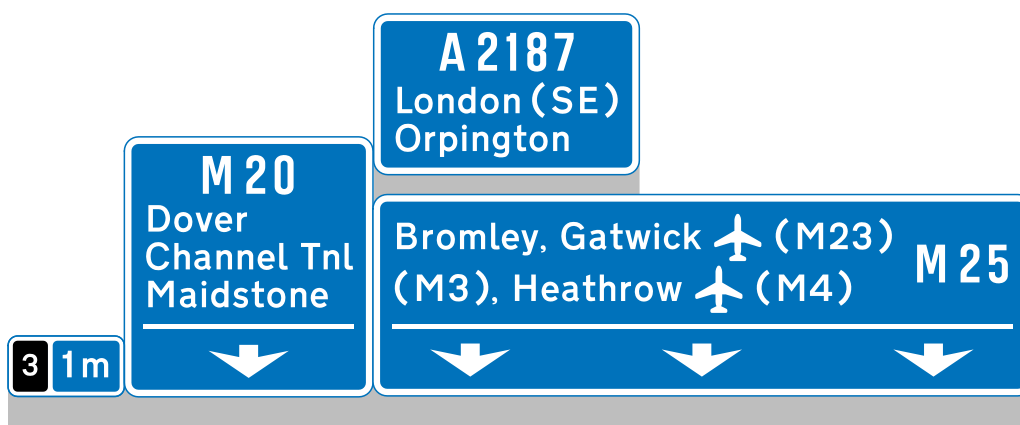 3 1m
M 20
Dover
Channel Tnl
Maidstone
A 2187
London (SE)
Orpington
Bromley, Gatwick (M23)
(M3), Heathrow (M4)
M 25